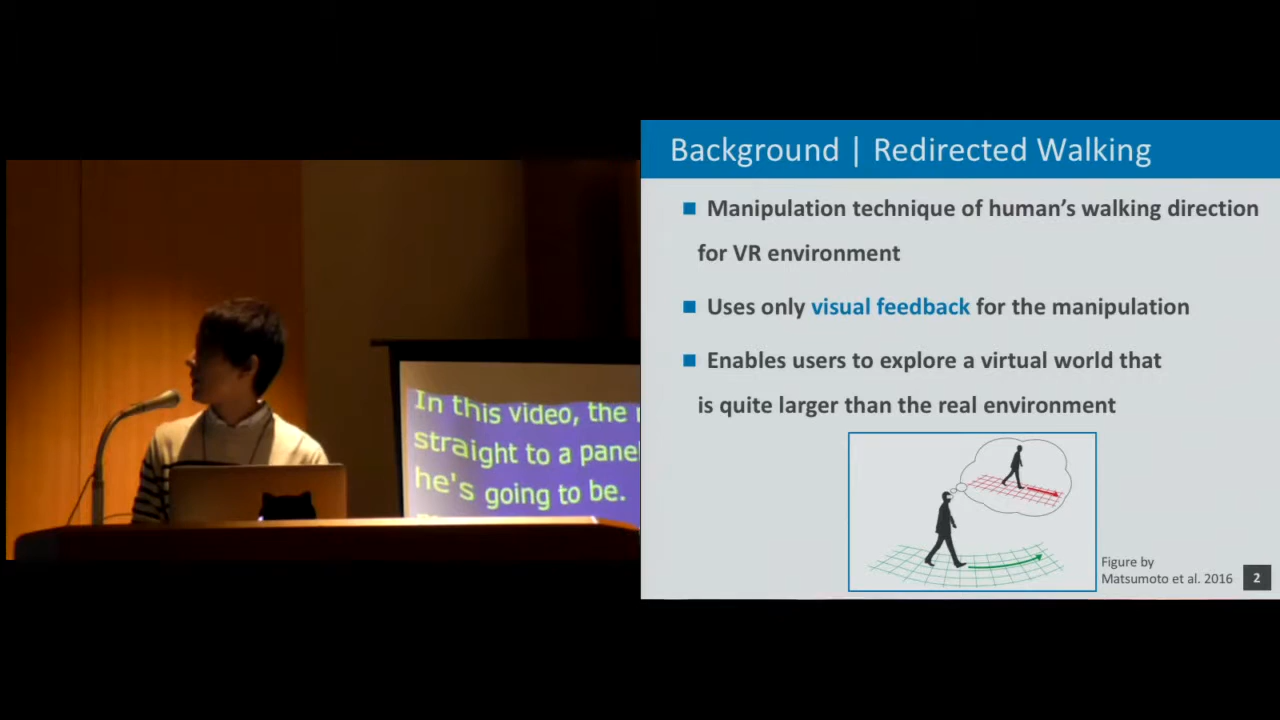 In this video, the
straight to a pane
he's going to be.
Background | Redirected Walking
Manipulation technique of human's walking direction
for VR environment
Uses only visual feedback for the manipulation
Enables users to explore a virtual world that
is quite larger than the real environment
Figure by
Matsumoto et al. 2016
2